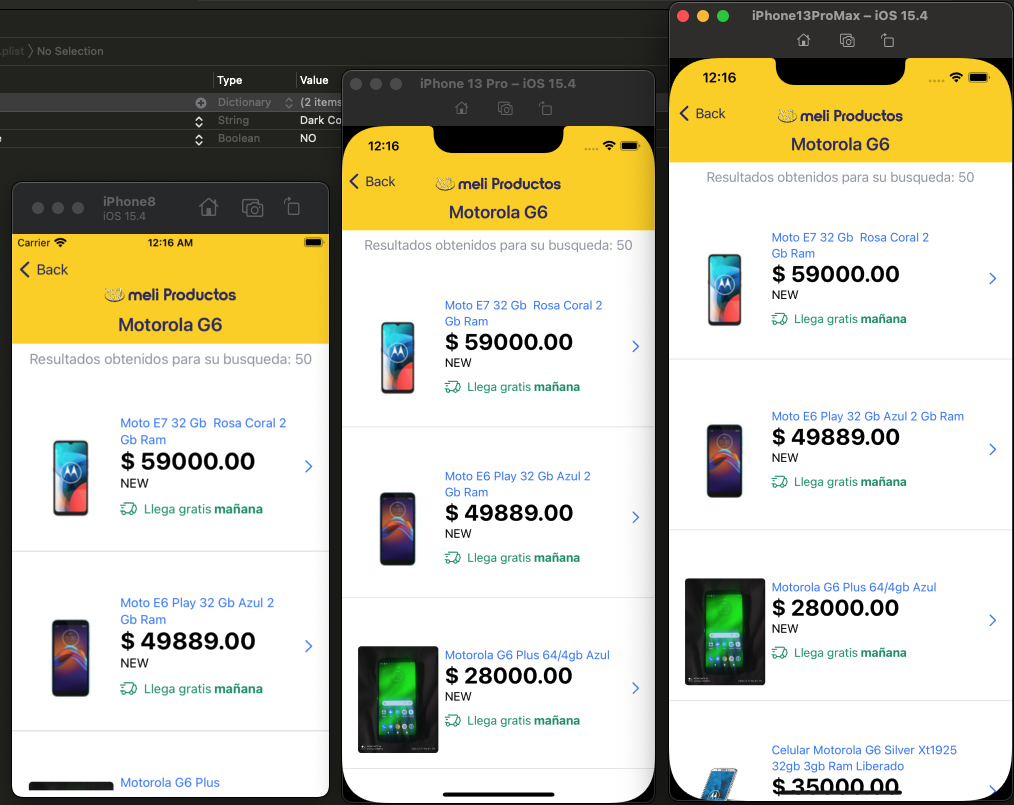 .plist 〉No Selection
Type
Value
Dictionary
(2 items
String
Dark Co
Boolean
NO
iPhone8
iOS 15.4
Carrier
12:16 AM
Back
meli Productos
Motorola G6
Resultados obtenidos para su busqueda: 50
Moto E7 32 Gb  Rosa Coral 2
Gb Ram
$ 59000.00
NEW
Llega gratis mañana
Moto E6 Play 32 Gb Azul 2
Gb Ram
$ 49889.00
NEW
Llega gratis mañana
Motorola G6 Plus
iPhone 13 Pro – iOS 15.4
12:16
Back
meli Productos
Motorola G6
Resultados obtenidos para su busqueda: 50
Moto E7 32 Gb  Rosa Coral 2
Gb Ram
$ 59000.00
NEW
Llega gratis mañana
Moto E6 Play 32 Gb Azul 2
Gb Ram
$ 49889.00
NEW
Llega gratis mañana
Motorola G6 Plus 64/4gb Azul
$ 28000.00
NEW
Llega gratis mañana
iPhone13ProMax – iOS 15.4
12:16
Back
meli Productos
Motorola G6
Resultados obtenidos para su busqueda: 50
Moto E7 32 Gb  Rosa Coral 2
Gb Ram
$ 59000.00
NEW
Llega gratis mañana
Moto E6 Play 32 Gb Azul 2 Gb Ram
$ 49889.00
NEW
Llega gratis mañana
Motorola G6 Plus 64/4gb Azul
$ 28000.00
NEW
Llega gratis mañana
Celular Motorola G6 Silver Xt1925
32gb 3gb Ram Liberado
$ 35000.00